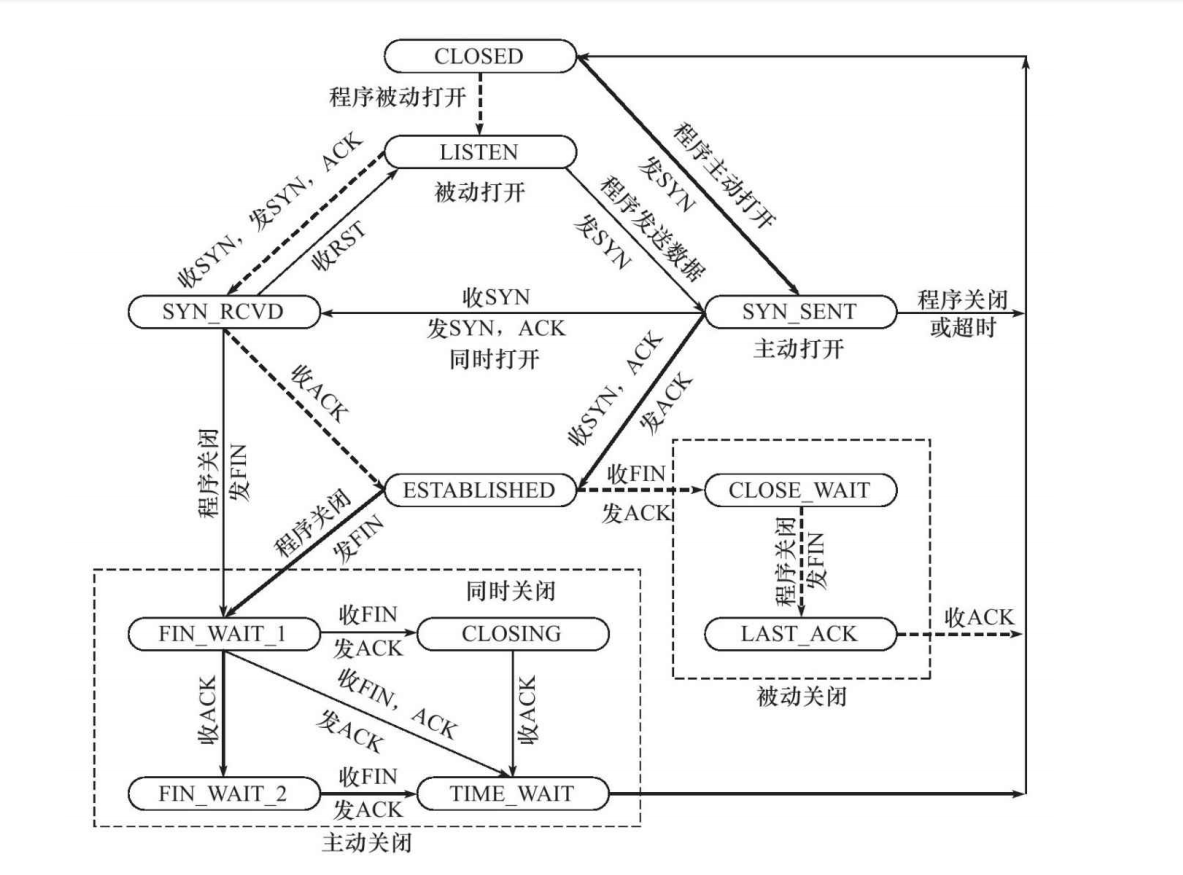 CLOSED
程序被动打开
LISTEN
被动打开
收SYN，发SYN，ACK
收RST
程序发送数据
发SYN
程序主动打开
发SYN
SYN_RCVD
收SYN
发SYN，ACK
同时打开
SYN_SENT
主动打开
程序关闭
或超时
收ACK
收SYN，ACK
发ACK
程序关闭
发FIN
ESTABLISHED
收FIN
发ACK
CLOSE_WAIT
程序关闭
发FIN
程序关闭
发FIN
同时关闭
FIN_WAIT_1
收FIN
发ACK
CLOSING
LAST_ACK
收ACK
被动关闭
收ACK
收FIN，ACK
发ACK
收ACK
FIN_WAIT_2
收FIN
发ACK
TIME_WAIT
主动关闭